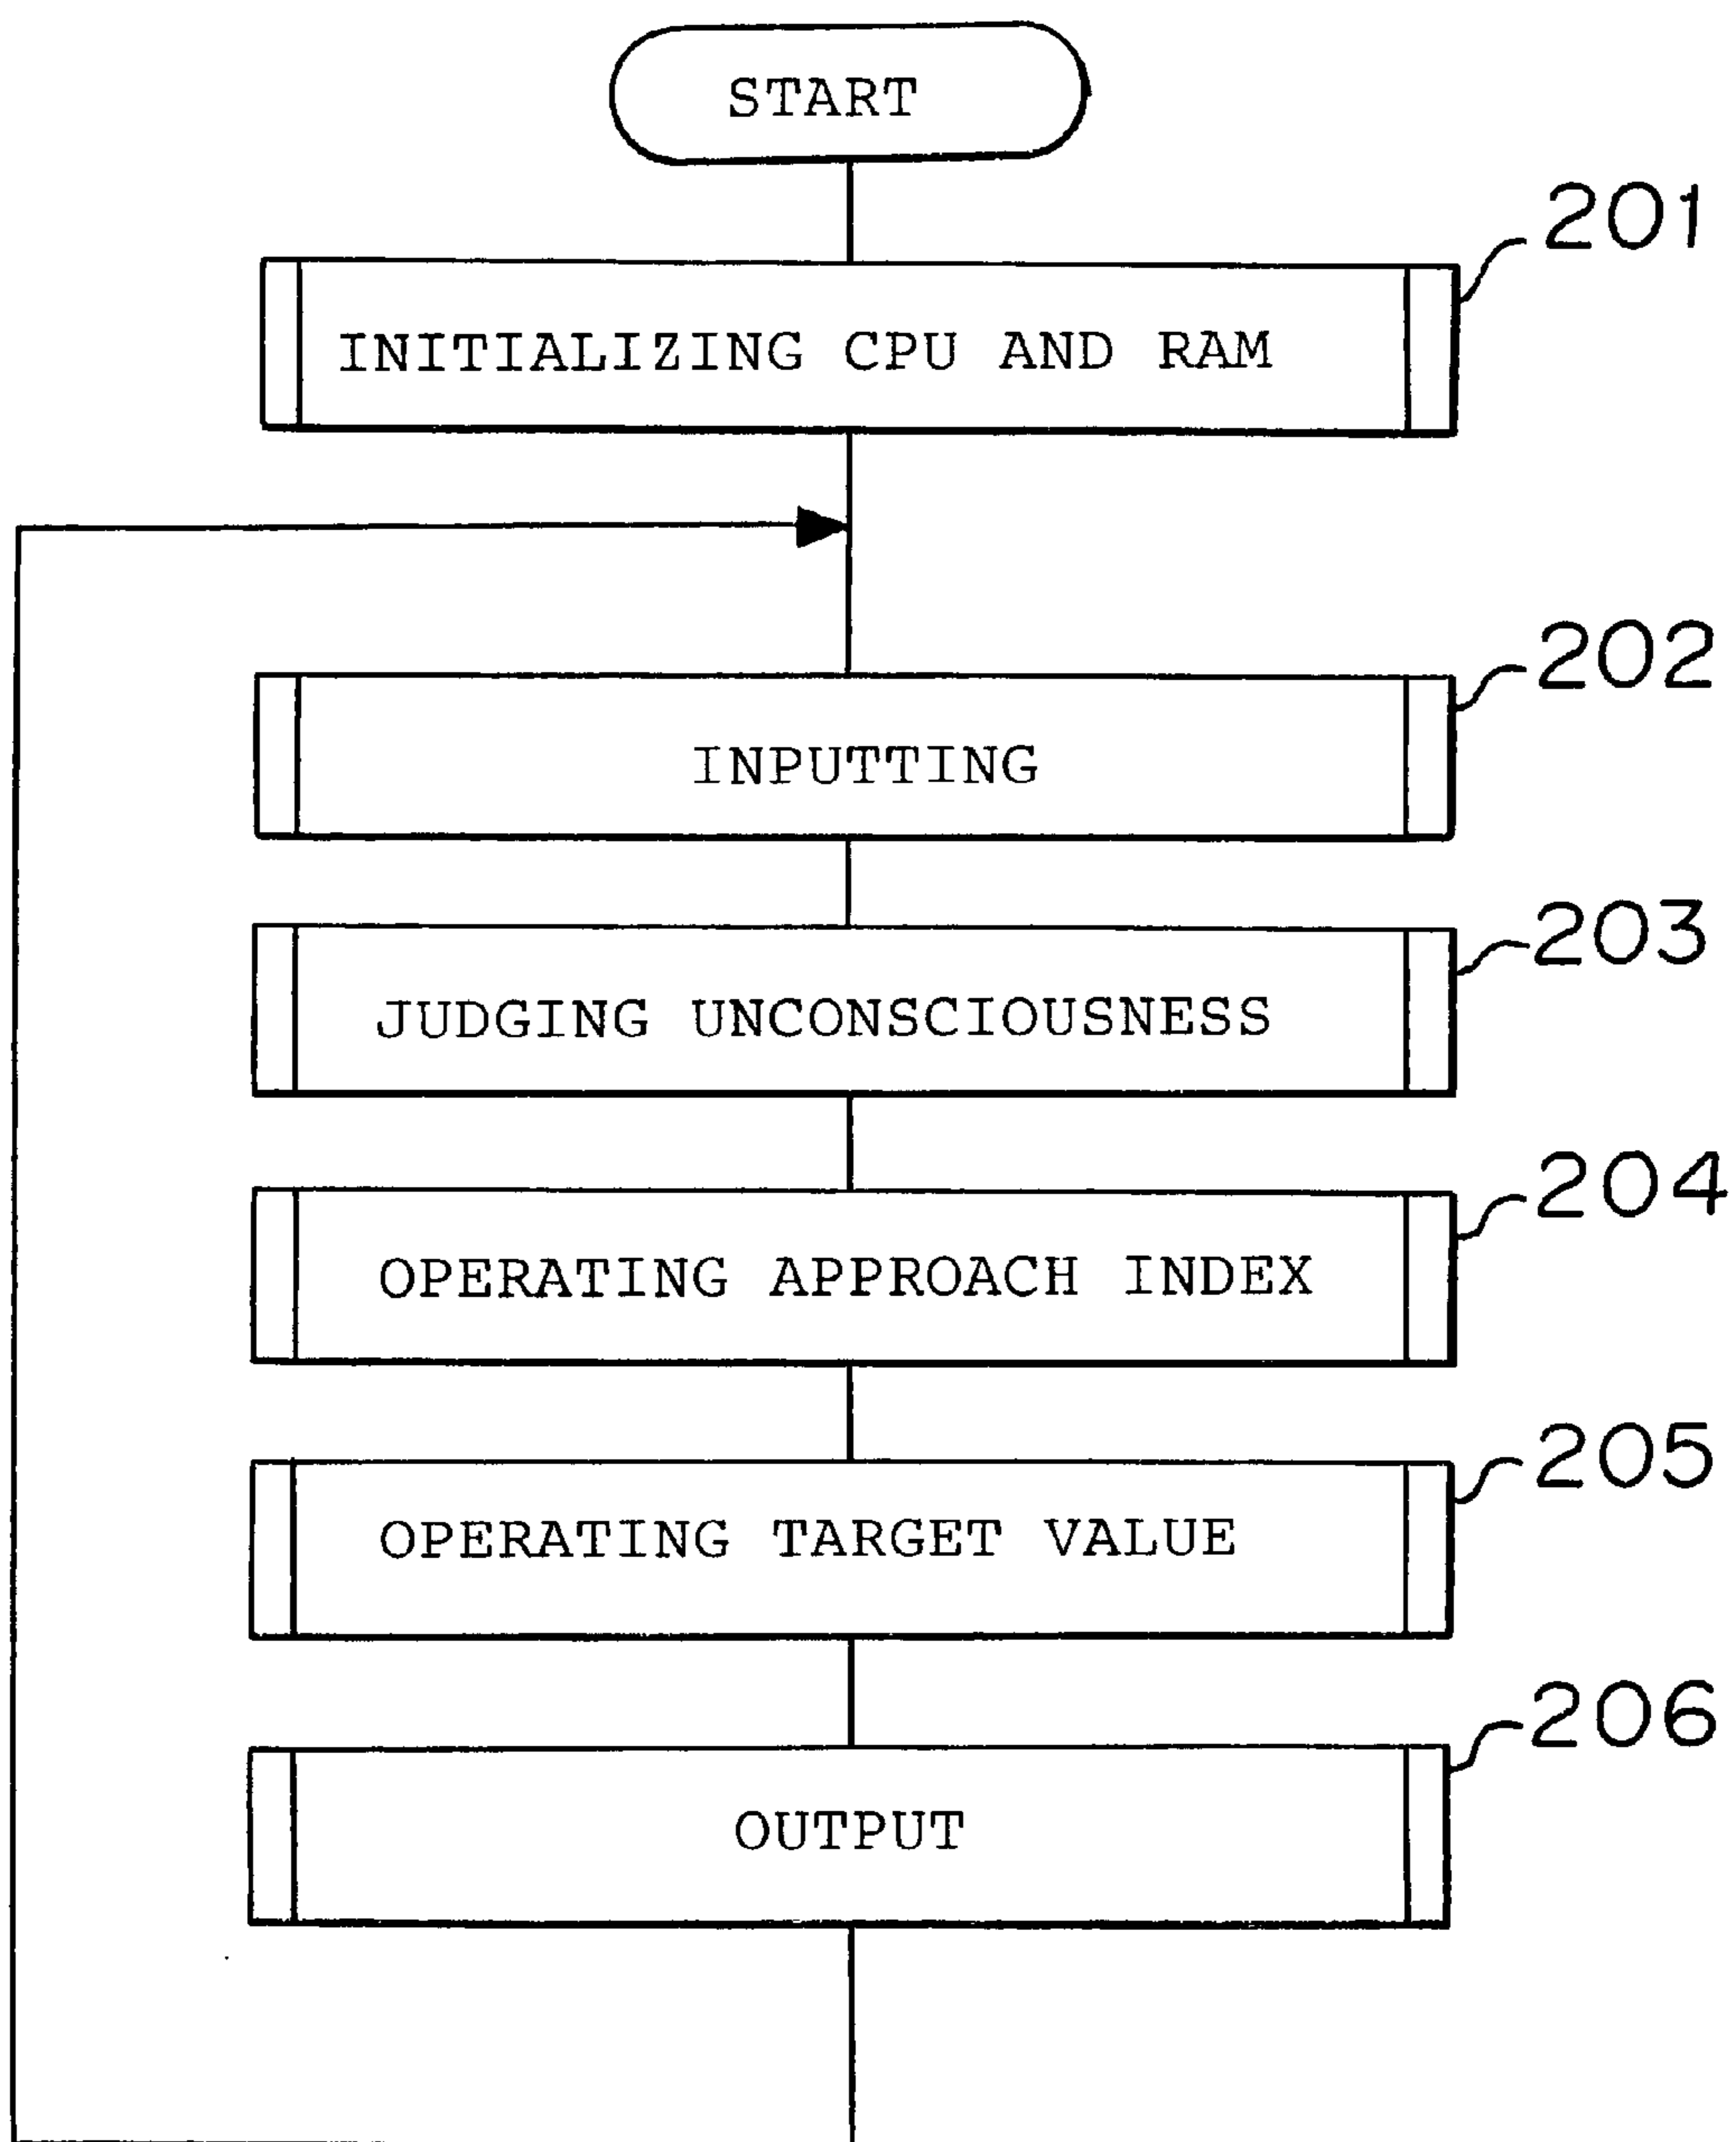 START
201
INITIALIZING CPU AND RAM
202
INPUTTING
203
JUDGING UNCONSCIOUSNESS
204
OPERATING APPROACH INDEX
205
OPERATING TARGET VALUE
206
OUTPUT